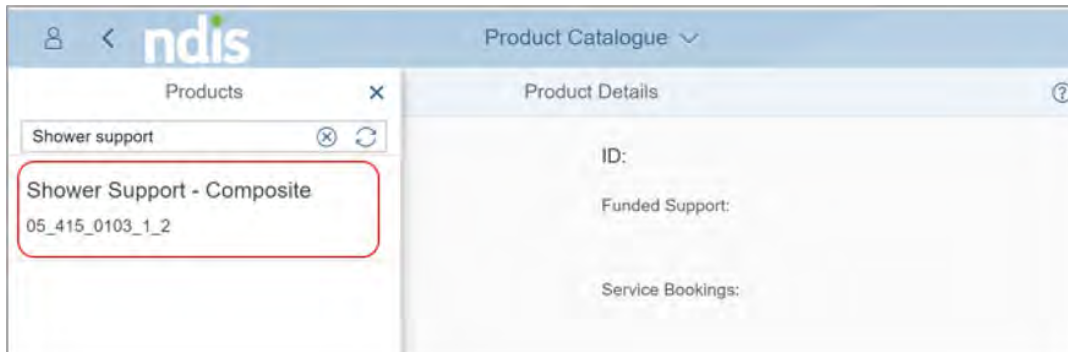 ndis
Product Catalogue
Products
Product Details
Shower support
Shower Support - Composite
05_415_0103_1_2
ID:
Funded Support:
Service Bookings: